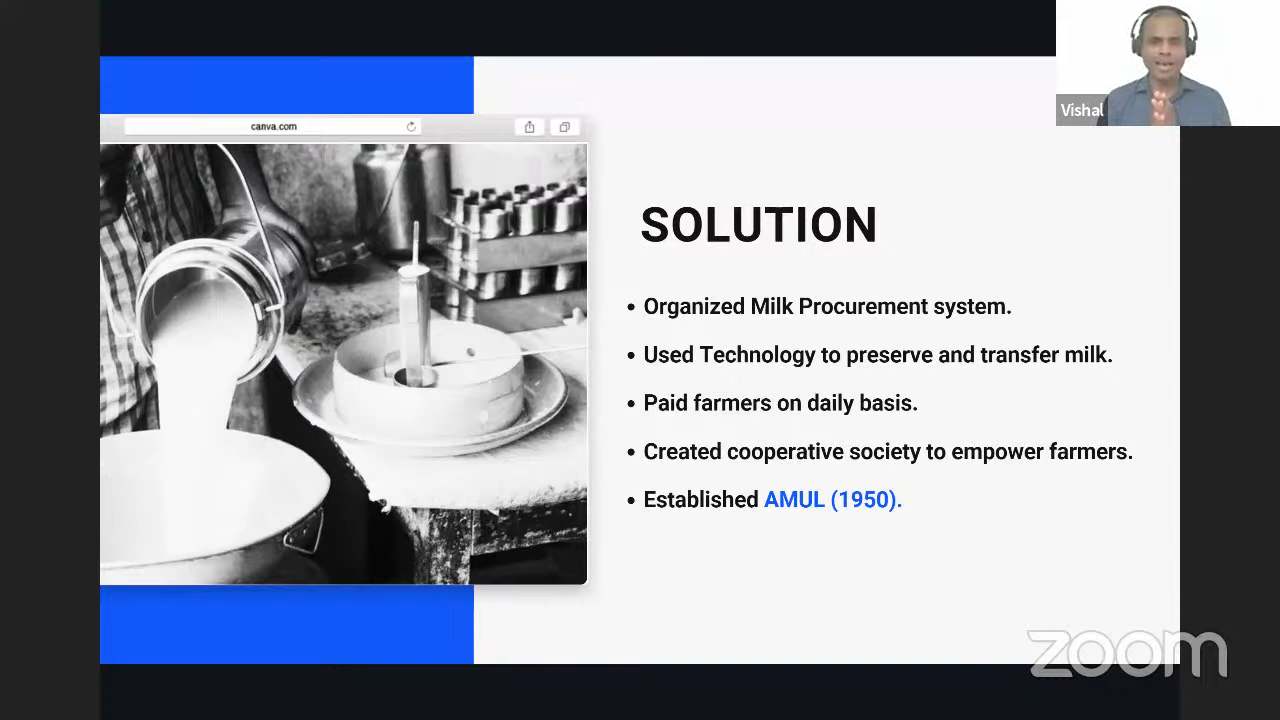 Vishal
canva.com
SOLUTION
• Organized Milk Procurement system.
• Used Technology to preserve and transfer milk.
• Paid farmers on daily basis.
• Created cooperative society to empower farmers.
• Established AMUL (1950).
zoom